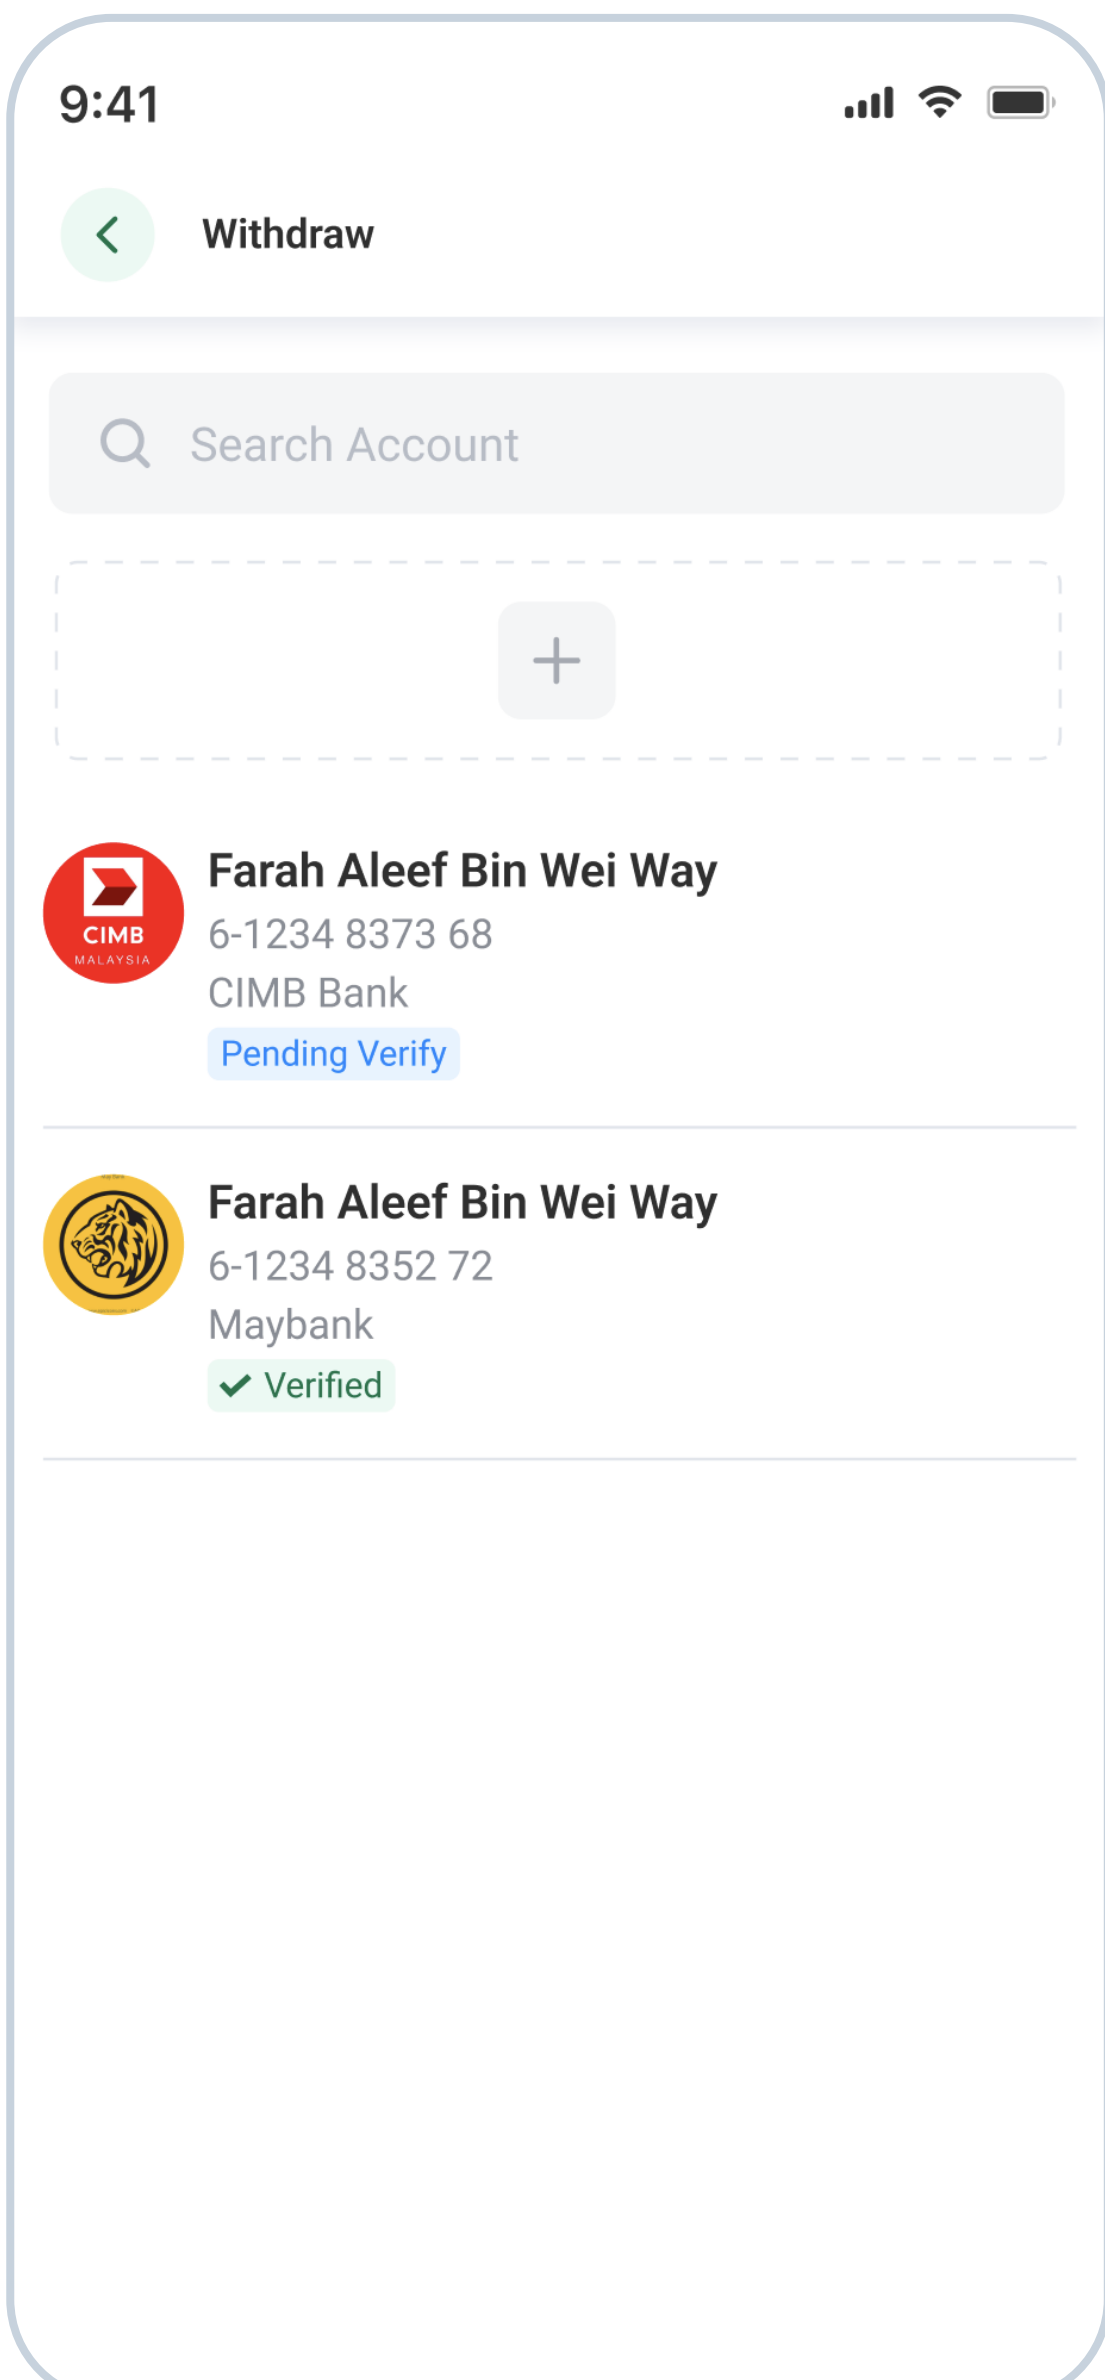 9:41
Withdraw
Search Account
CIMB
MALAYSIA
Farah Aleef Bin Wei Way
6-1234 8373 68
CIMB Bank
Pending Verify
Farah Aleef Bin Wei Way
6-1234 8352 72
Maybank
Verified